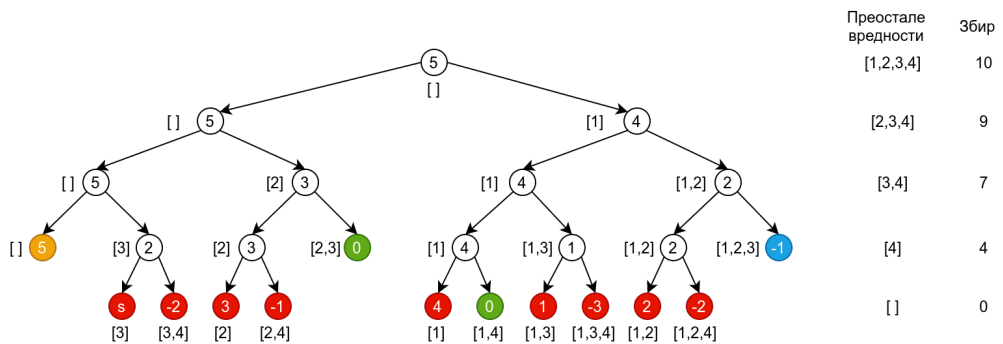 Преостале
вредности Збир
5 [1,2,3,4] 10
[ ]
[ ] 5 [1] 4 [2,3,4] 9
[ ] 5 [2] 3 [1] 4 [1,2] 2 [3,4] 7
[ ] 5 [3] 2 [2] 3 [2,3] 0 [1] 4 [1,3] 1 [1,2] 2 [1,2,3] -1 [4] 4
s -2 3 -1 4 0 1 -3 2 -2 [ ] 0
[3] [3,4] [2] [2,4] [1] [1,4] [1,3] [1,3,4] [1,2] [1,2,4]